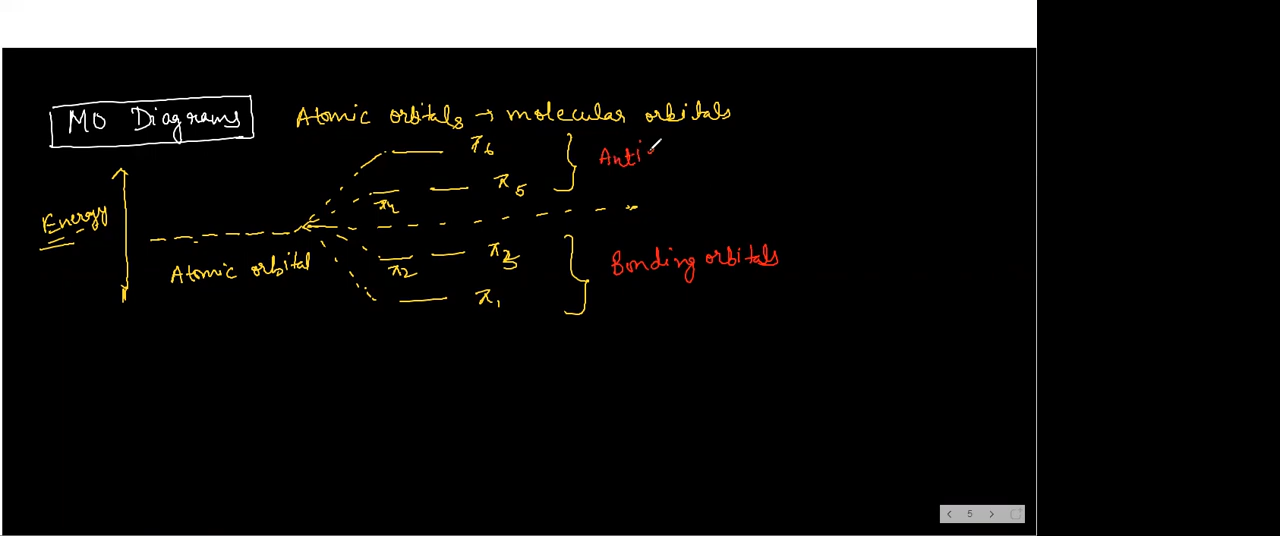 MO Diagrams
Atomic orbitals → molecular orbitals
π6
Anti
π4
π5
Energy
Atomic orbital
π2
π3
Bonding orbitals
π1
< 5 >